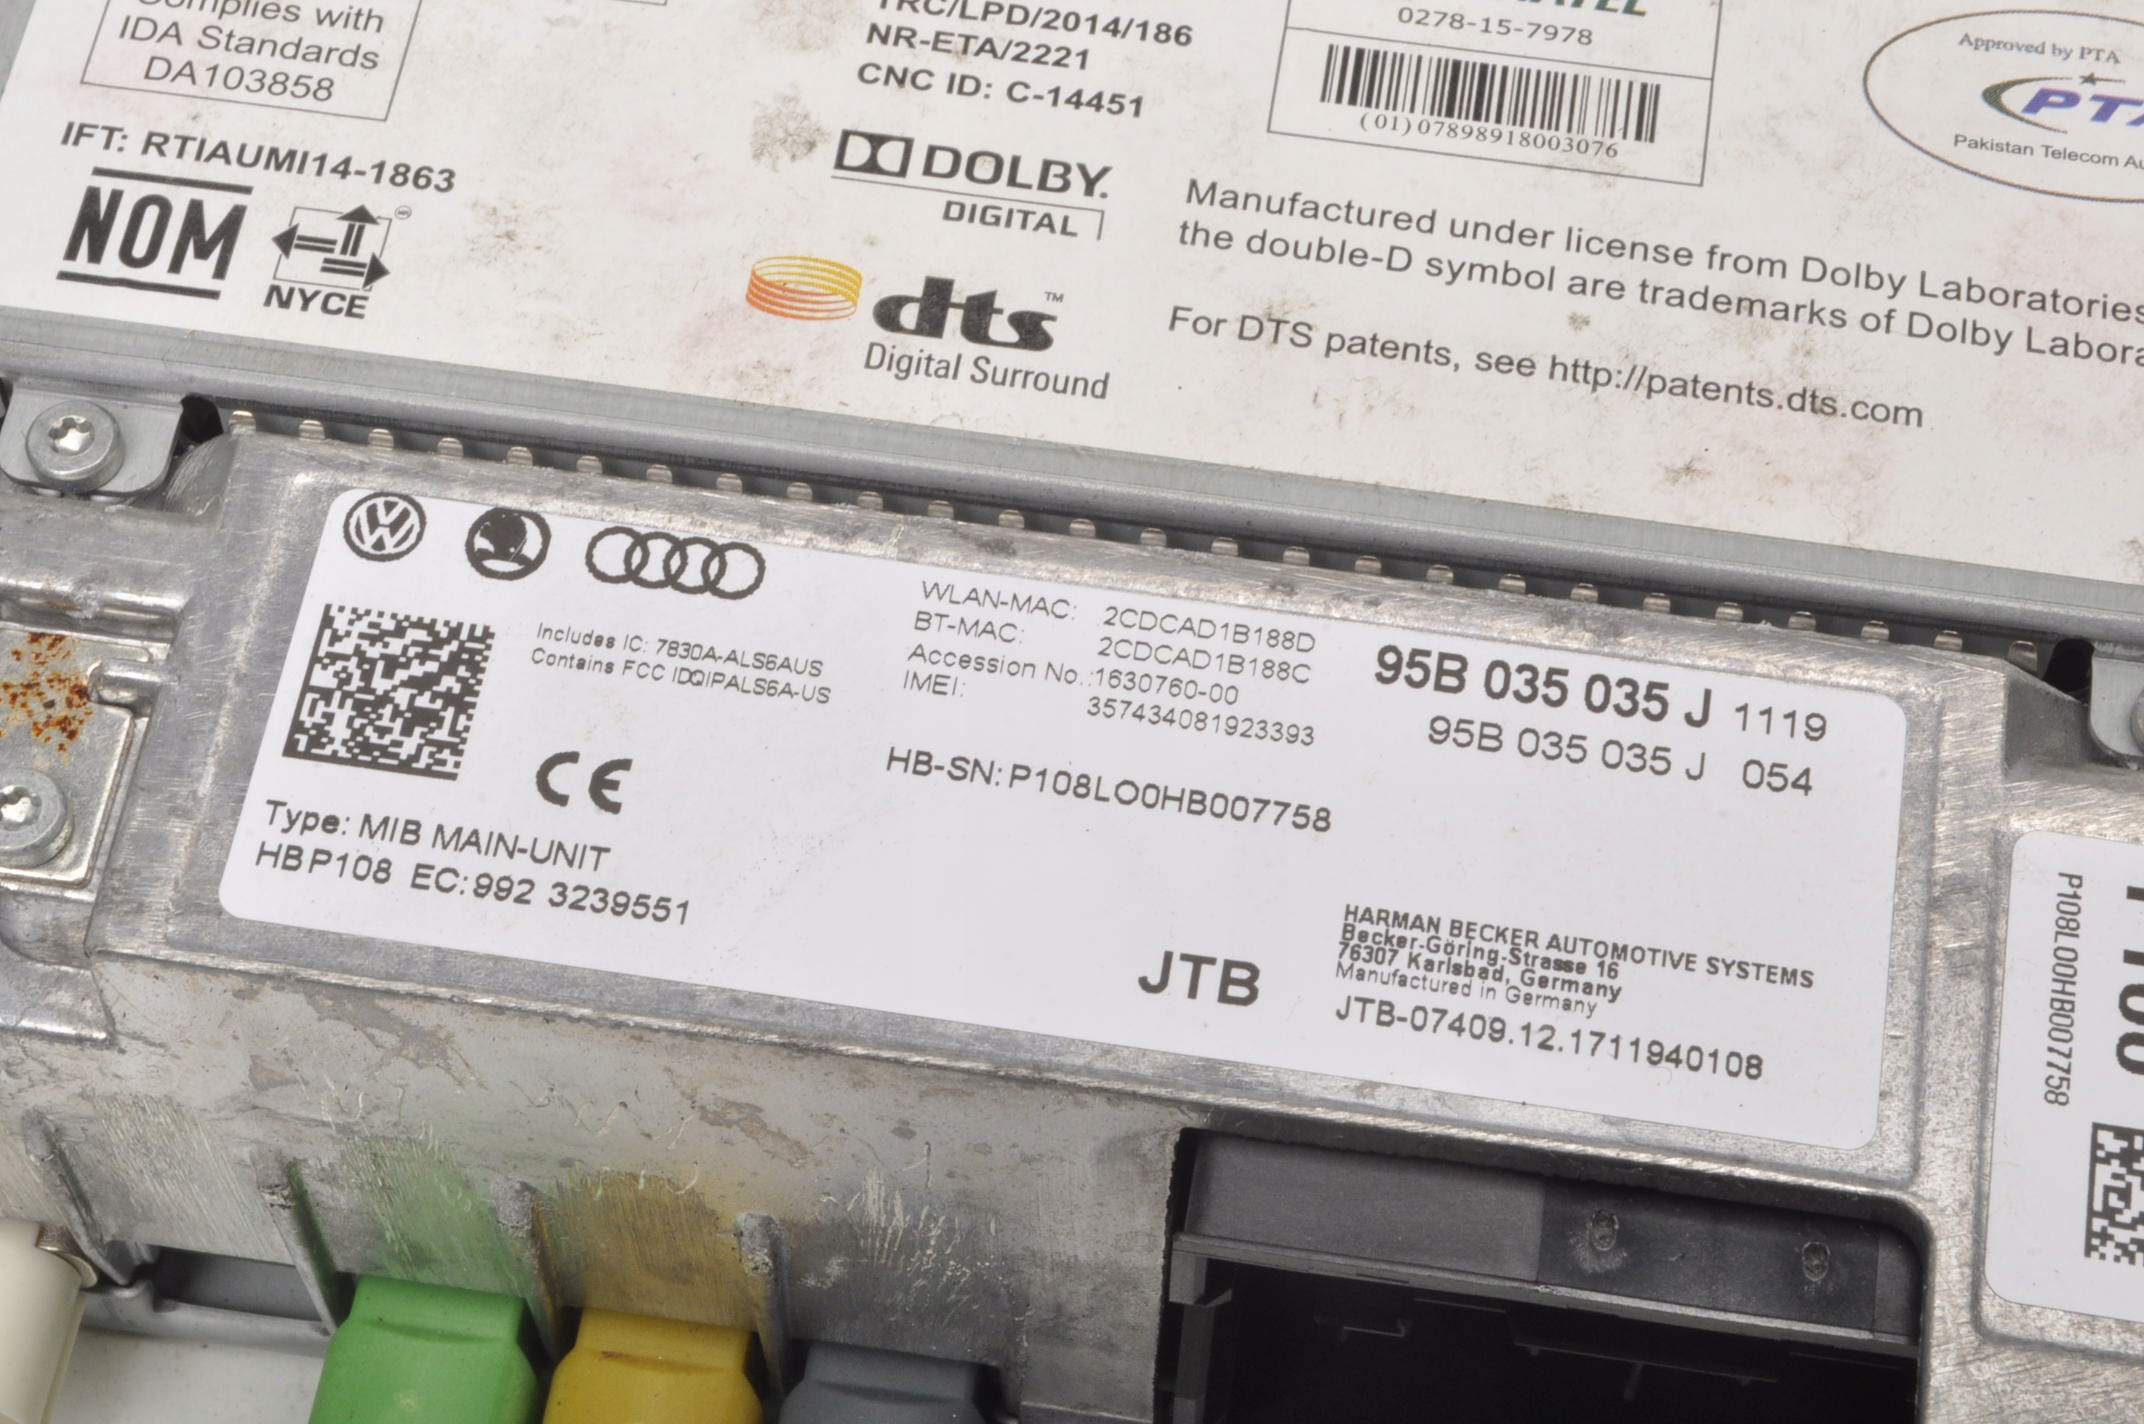 Complies with
IDA Standards
DA103858
IFT: RTIAUMI14-1863
NOM
NYCE
TRC/LPD/2014/186
NR-ETA/2221
CNC ID: C-14451
DOLBY.
DIGITAL
dts™
Digital Surround
0278-15-7978
(01)07898918003076
Approved by PTA
PTA
Pakistan Telecom
Manufactured under license from Dolby Laboratories
the double-D symbol are trademarks of Dolby
For DTS patents, see http://patents.dts.com
Includes IC: 7830A-ALS6AUS
Contains FCC IDQIPALS6A-US
CE
Type: MIB MAIN-UNIT
HBP108 EC:992 3239551
WLAN-MAC: 2CDCAD1B188D
BT-MAC: 2CDCAD1B188C
Accession No.:1630760-00
IMEI: 357434081923393
HB-SN: P108LO0HB007758
95B 035 035 J 1119
95B 035 035 J 054
JTB
HARMAN BECKER AUTOMOTIVE SYSTEMS
Becker-Göring-Strasse 16
76307 Karlsbad, Germany
Manufactured in Germany
JTB-07409.12.1711940108
P108L00HB007758